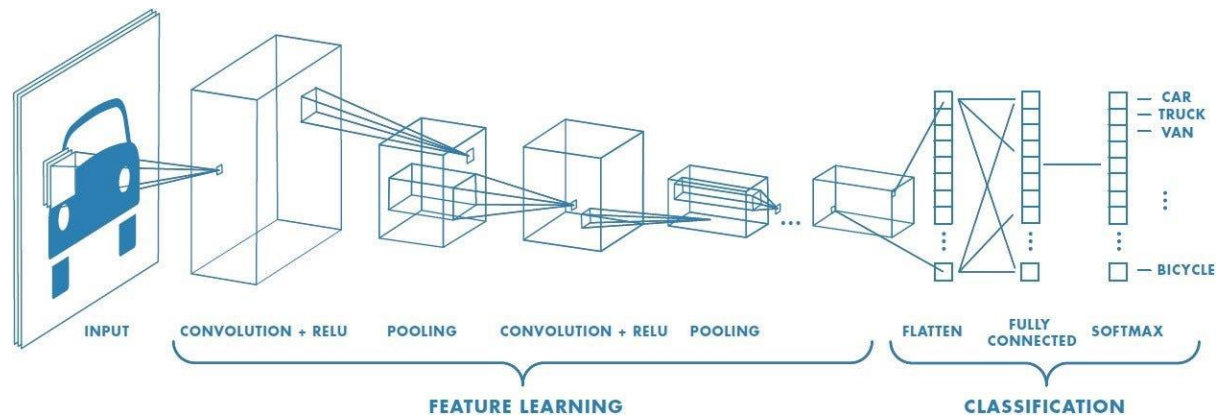 CAR
TRUCK
VAN
BICYCLE
INPUT
CONVOLUTION + RELU
POOLING
CONVOLUTION + RELU
POOLING
FLATTEN
FULLY
CONNECTED
SOFTMAX
FEATURE LEARNING
CLASSIFICATION